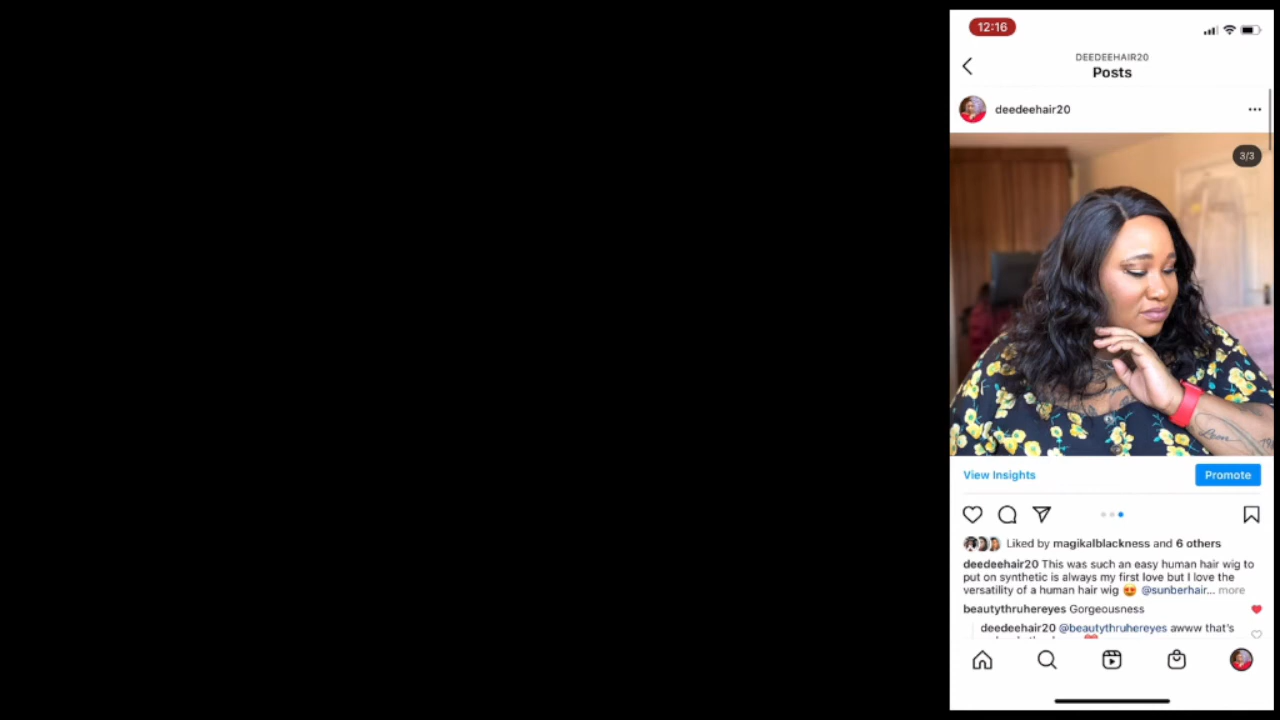 12:16
DEEDEEHAIR20
Posts
deedeehair20
3/3
View Insights
Promote
Liked by magikalblackness and 6 others
deedeehair20 This was such an easy human hair wig to
put on synthetic is always my first love but I love the
versatility of a human hair wig 😍 @sunberhair... more
beautythruhereyes Gorgeousness
deedeehair20 @beautythruhereyes awww that's